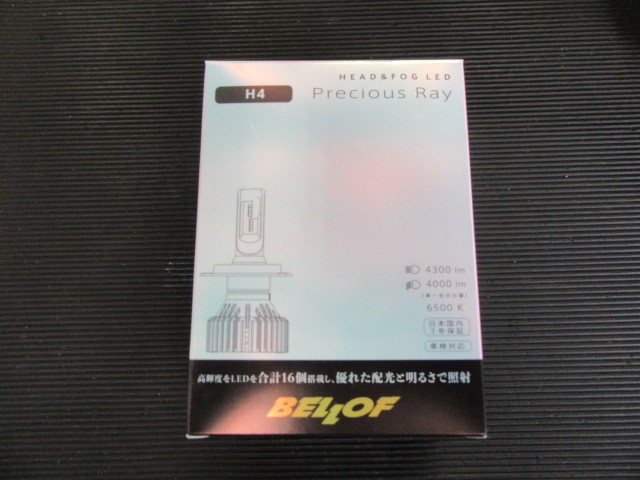 HEAD&FOG LED
H4
Precious Ray
4300 lm
4000 lm
6500 K
日本国内
3年保証
車検対応
高輝度LEDを合計16個搭載し、優れた配光と明るさで照射
BELLOF